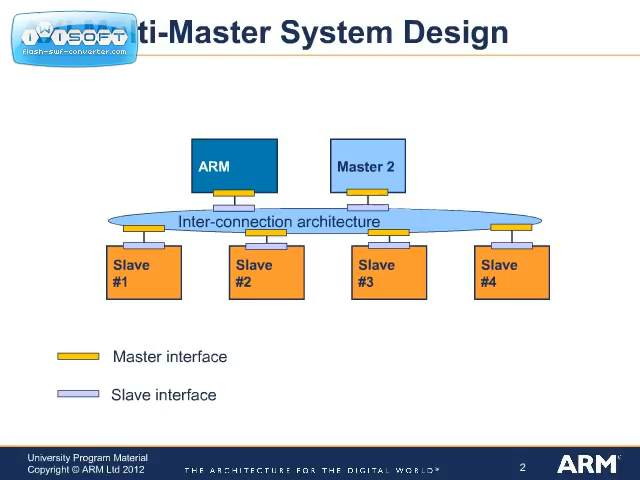 iWiSOFT
flash-swf-converter.com
Multi-Master System Design
ARM
Master 2
Inter-connection architecture
Slave
#1
Slave
#2
Slave
#3
Slave
#4
Master interface
Slave interface
University Program Material
Copyright © ARM Ltd 2012
THE ARCHITECTURE FOR THE DIGITAL WORLD®
2
ARM